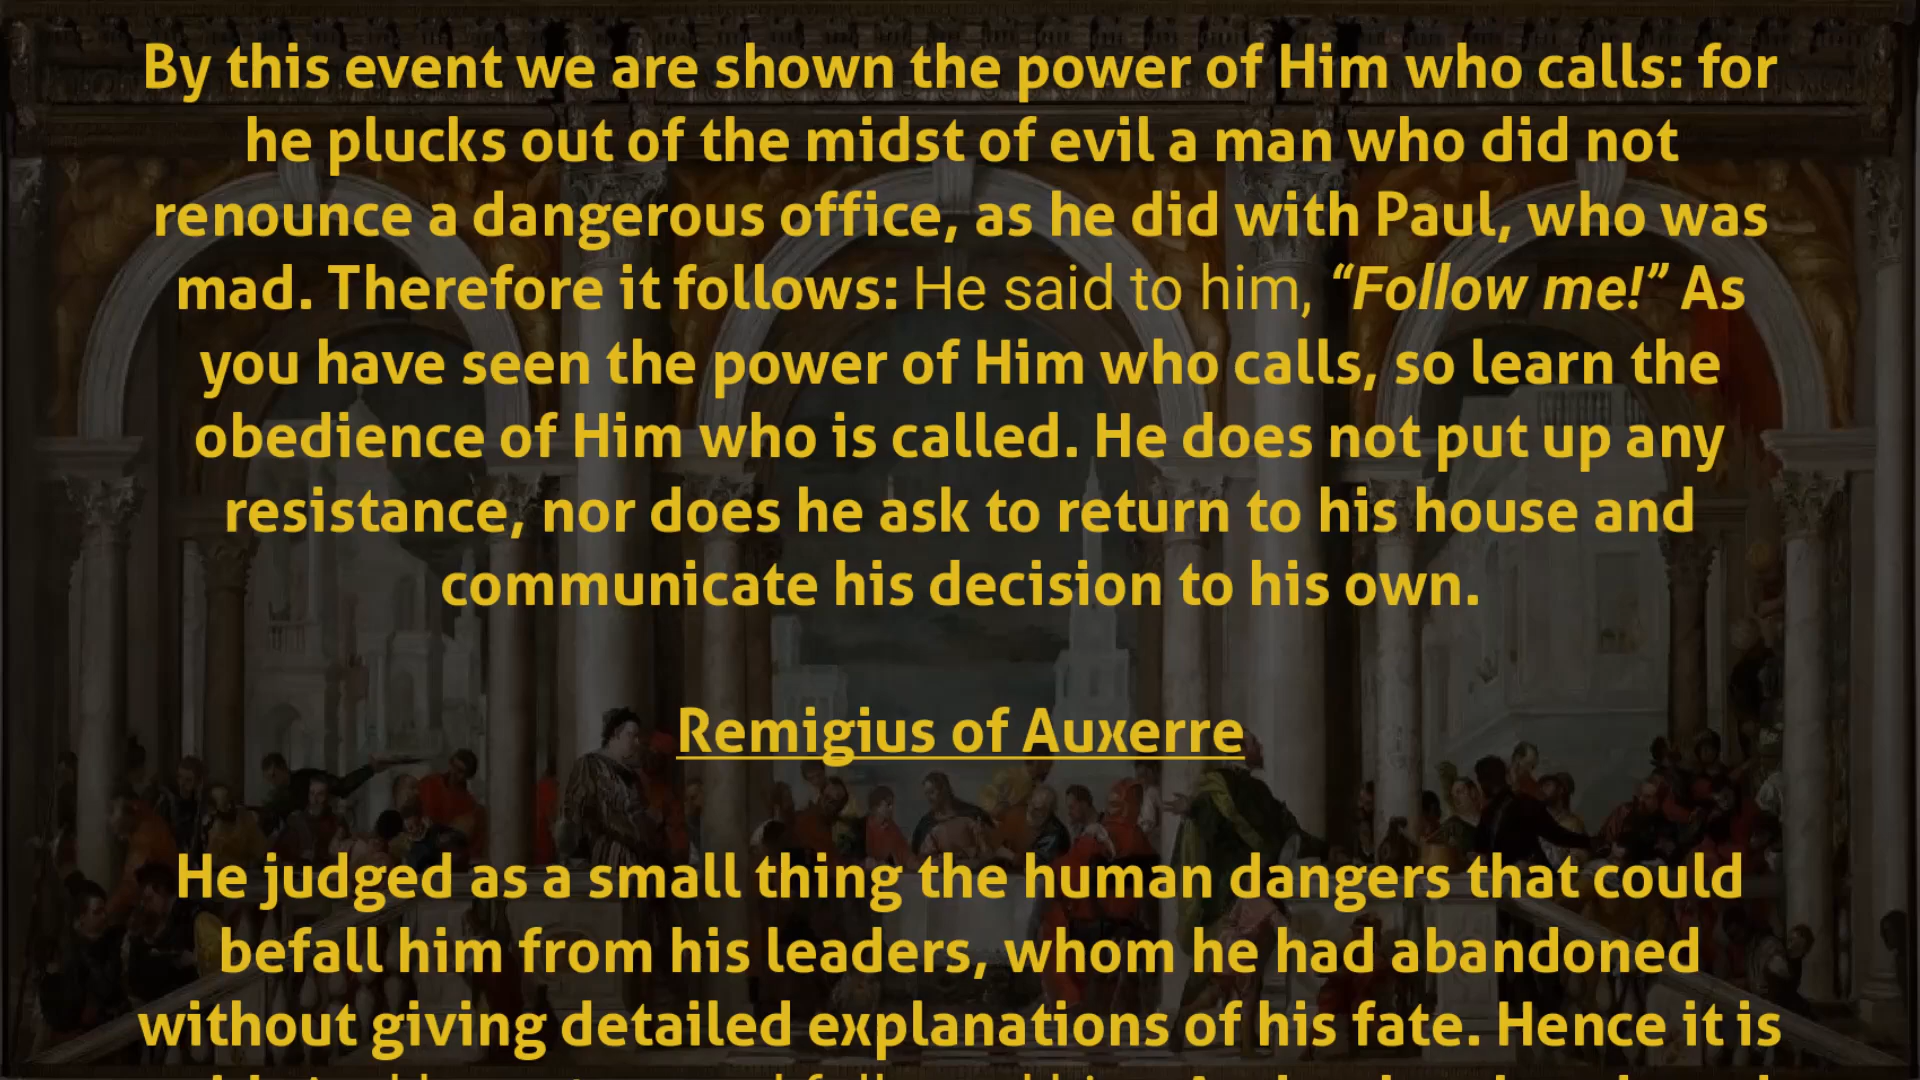 By this event we are shown the power of Him who calls: for
he plucks out of the midst of evil a man who did not
renounce a dangerous office, as he did with Paul, who was
mad. Therefore it follows: He said to him, “Follow me!” As
you have seen the power of Him who calls, so learn the
obedience of Him who is called. He does not put up any
resistance, nor does he ask to return to his house and
communicate his decision to his own.
Remigius of Auxerre
He judged as a small thing the human dangers that could
befall him from his leaders, whom he had abandoned
without giving detailed explanations of his fate. Hence it is